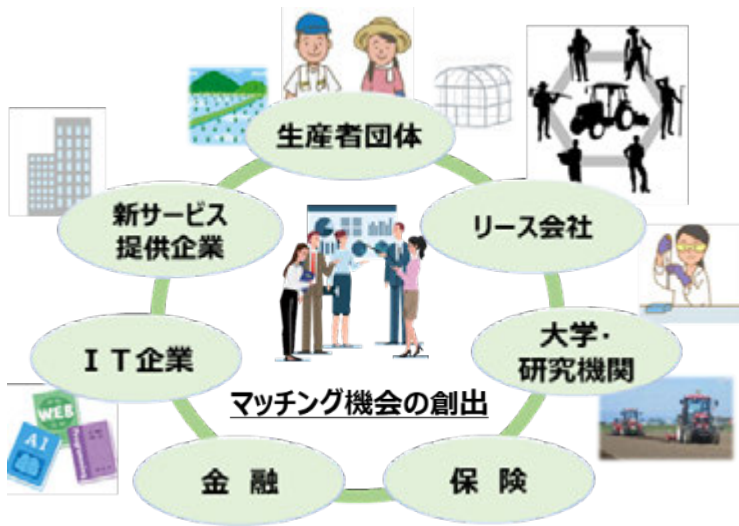 生産者団体
新サービス
提供企業
リース会社
ＩＴ企業
大学・
研究機関
マッチング機会の創出
金　融
保　険
WEB
AI